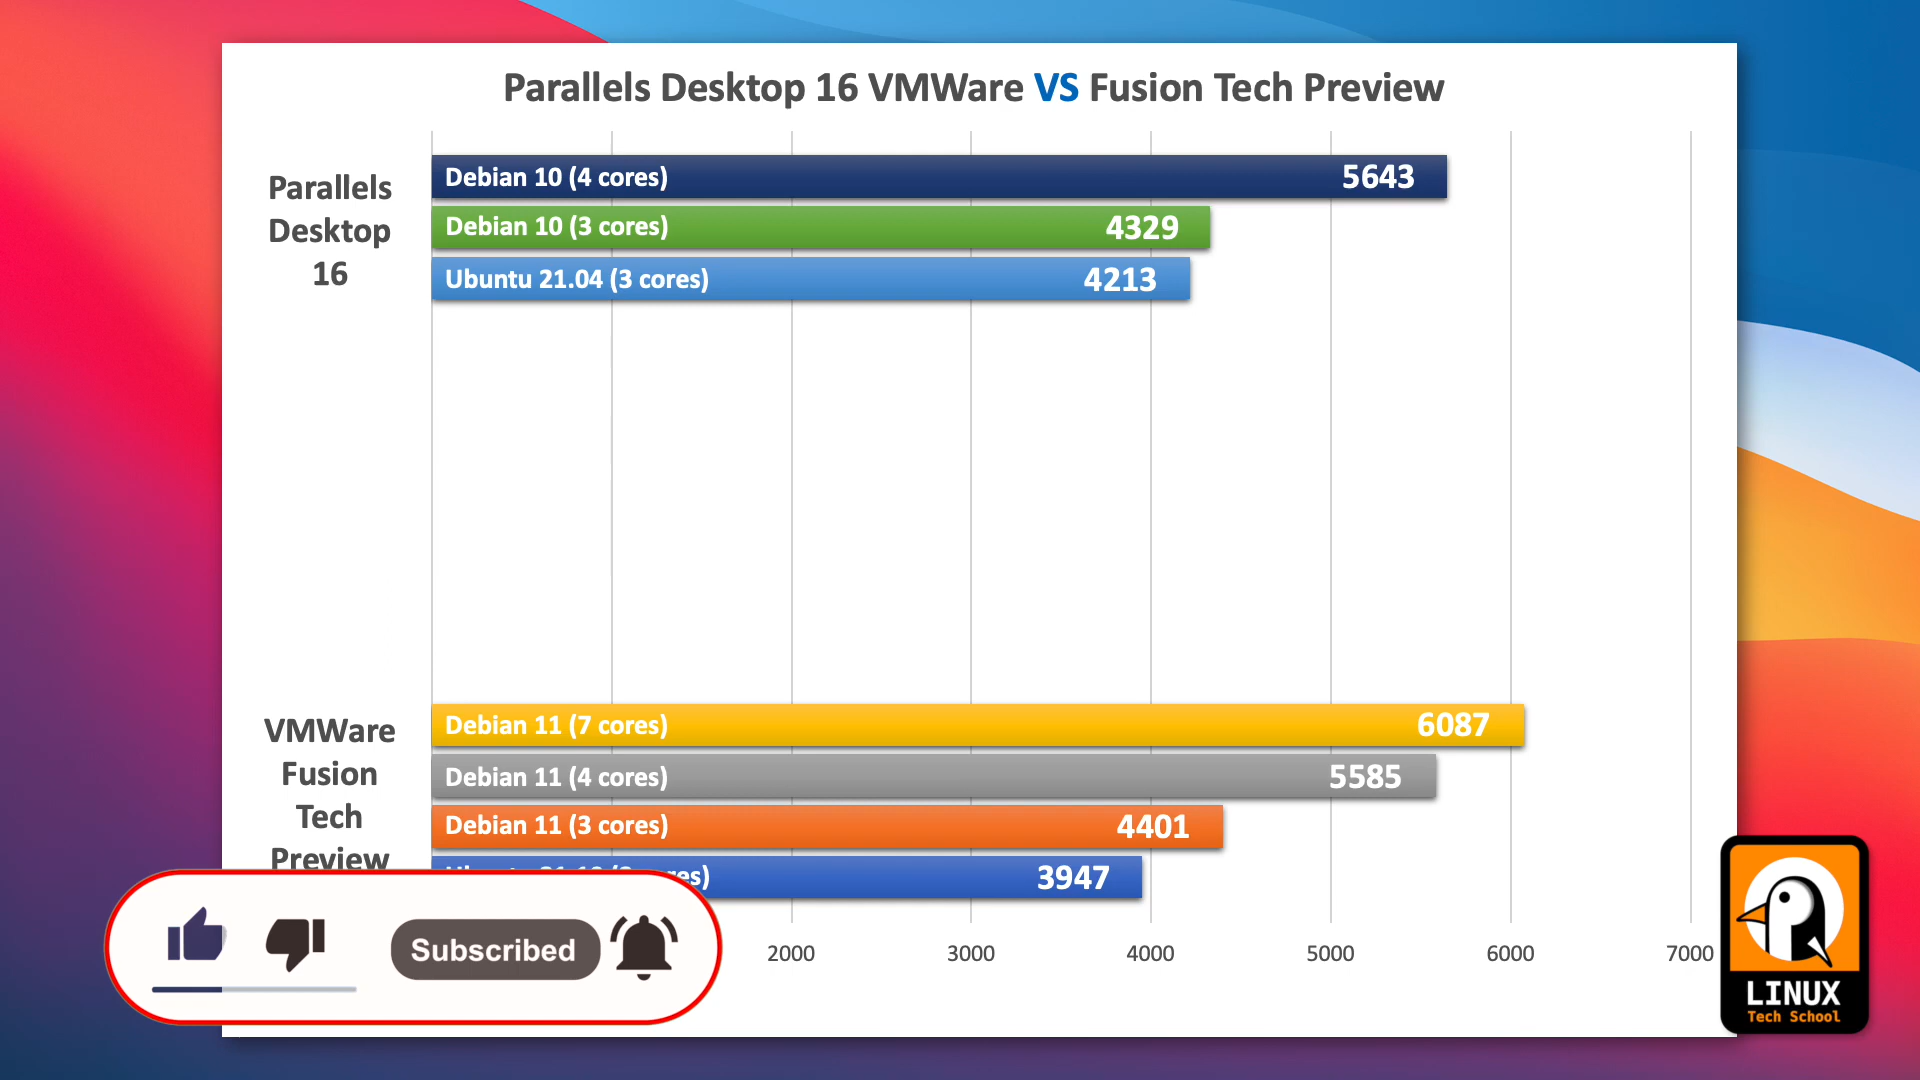 Parallels Desktop 16 VMWare VS Fusion Tech Preview
Parallels
Desktop
16
Debian 10 (4 cores) 5643
Debian 10 (3 cores) 4329
Ubuntu 21.04 (3 cores) 4213
VMWare
Fusion
Tech
Preview
Debian 11 (7 cores) 6087
Debian 11 (4 cores) 5585
Debian 11 (3 cores) 4401
3947
2000 3000 4000 5000 6000 7000
Subscribed
LINUX
Tech School